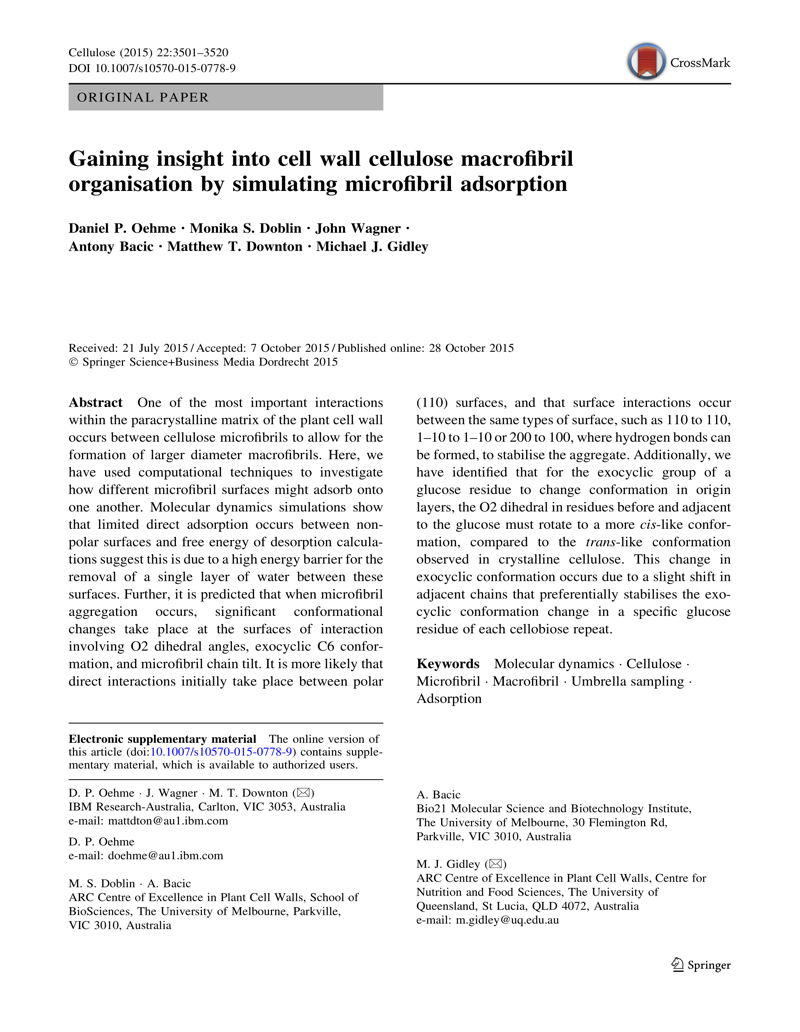 Cellulose (2015) 22:3501–3520
DOI 10.1007/s10570-015-0778-9
CrossMark
ORIGINAL PAPER
Gaining insight into cell wall cellulose macrofibril
organisation by simulating microfibril adsorption
Daniel P. Oehme · Monika S. Doblin · John Wagner ·
Antony Bacic · Matthew T. Downton · Michael J. Gidley
Received: 21 July 2015 / Accepted: 7 October 2015 / Published online: 28 October 2015
© Springer Science+Business Media Dordrecht 2015
Abstract One of the most important interactions
within the paracrystalline matrix of the plant cell wall
occurs between cellulose microfibrils to allow for the
formation of larger diameter macrofibrils. Here, we
have used computational techniques to investigate
how different microfibril surfaces might adsorb onto
one another. Molecular dynamics simulations show
that limited direct adsorption occurs between non-
polar surfaces and free energy of desorption calcula-
tions suggest this is due to a high energy barrier for the
removal of a single layer of water between these
surfaces. Further, it is predicted that when microfibril
aggregation occurs, significant conformational
changes take place at the surfaces of interaction
involving O2 dihedral angles, exocyclic C6 confor-
mation, and microfibril chain tilt. It is more likely that
direct interactions initially take place between polar
(110) surfaces, and that surface interactions occur
between the same types of surface, such as 110 to 110,
1–10 to 1–10 or 200 to 100, where hydrogen bonds can
be formed, to stabilise the aggregate. Additionally, we
have identified that for the exocyclic group of a
glucose residue to change conformation in origin
layers, the O2 dihedral in residues before and adjacent
to the glucose must rotate to a more cis-like confor-
mation, compared to the trans-like conformation
observed in crystalline cellulose. This change in
exocyclic conformation occurs due to a slight shift in
adjacent chains that preferentially stabilises the exo-
cyclic conformation change in a specific glucose
residue of each cellobiose repeat.
Keywords Molecular dynamics · Cellulose ·
Microfibril · Macrofibril · Umbrella sampling ·
Adsorption
Electronic supplementary material The online version of
this article (doi:10.1007/s10570-015-0778-9) contains supple-
mentary material, which is available to authorized users.
D. P. Oehme · J. Wagner · M. T. Downton (✉)
IBM Research-Australia, Carlton, VIC 3053, Australia
e-mail: mattdton@au1.ibm.com
D. P. Oehme
e-mail: doehme@au1.ibm.com
M. S. Doblin · A. Bacic
ARC Centre of Excellence in Plant Cell Walls, School of
BioSciences, The University of Melbourne, Parkville,
VIC 3010, Australia
A. Bacic
Bio21 Molecular Science and Biotechnology Institute,
The University of Melbourne, 30 Flemington Rd,
Parkville, VIC 3010, Australia
M. J. Gidley (✉)
ARC Centre of Excellence in Plant Cell Walls, Centre for
Nutrition and Food Sciences, The University of
Queensland, St Lucia, QLD 4072, Australia
e-mail: m.gidley@uq.edu.au
Springer